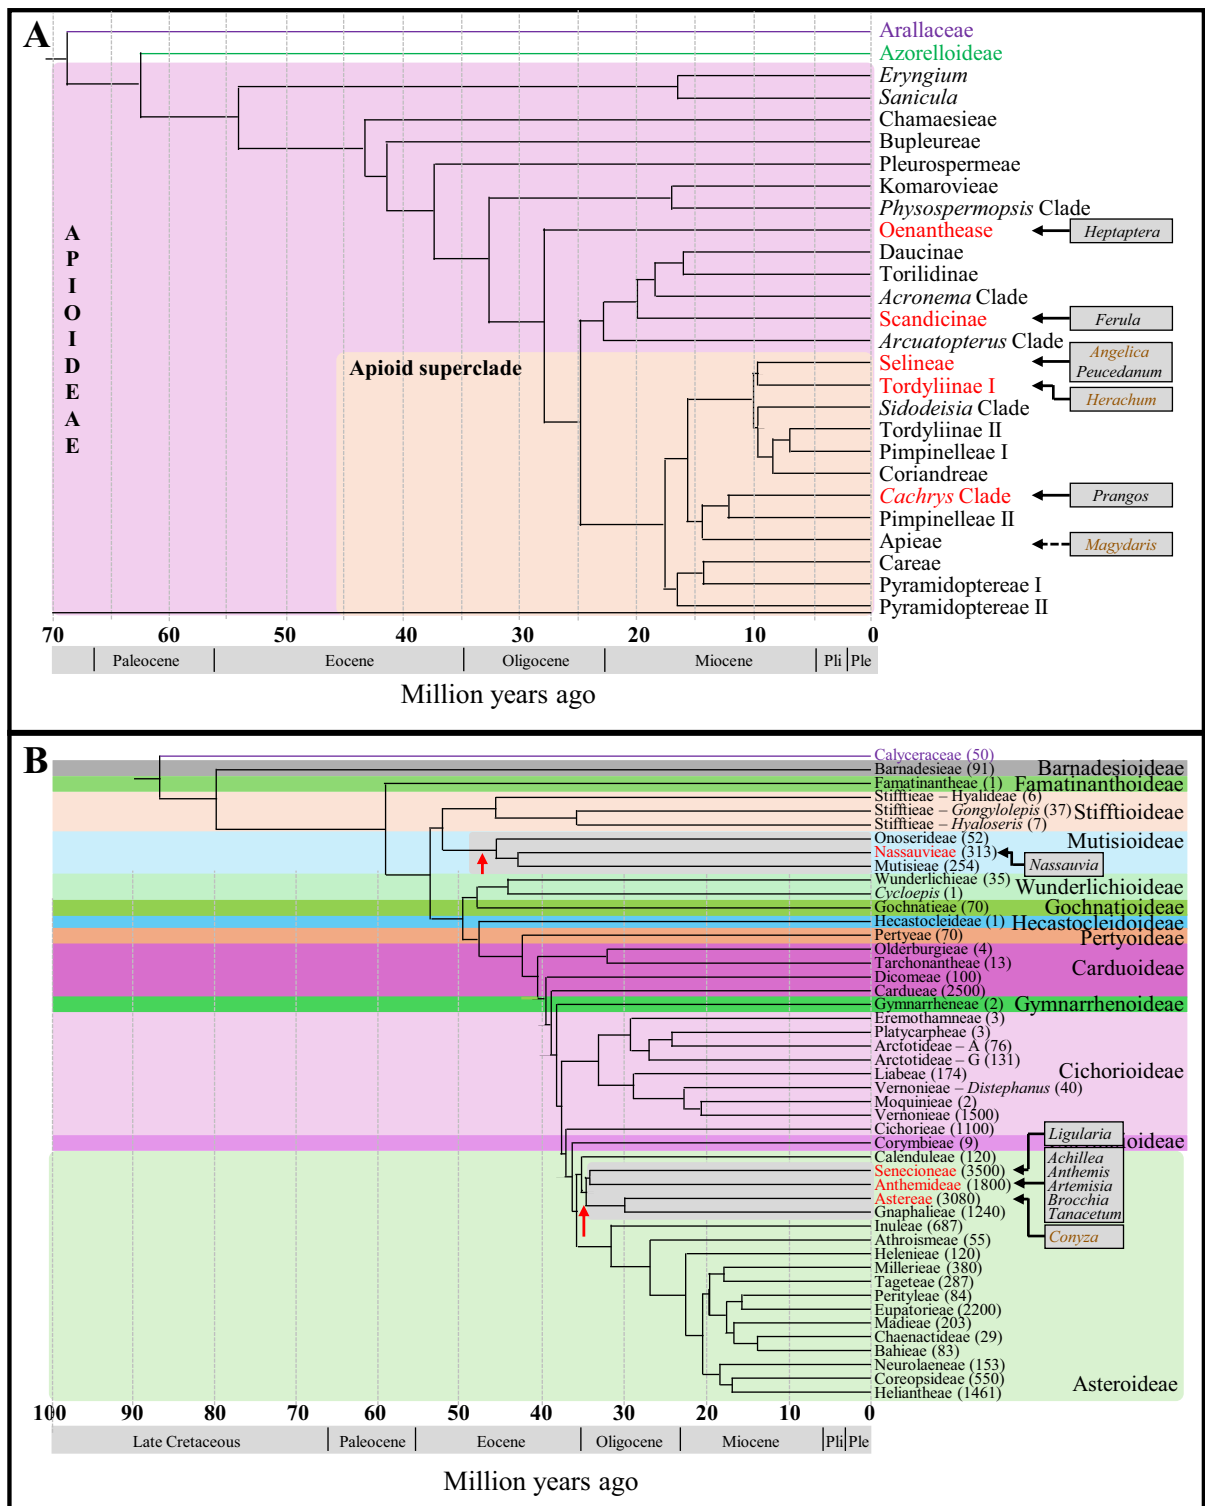 A
Arallaceae
Azorelloideae
Eryngium
Sanicula
Chamaesieae
Bupleureae
Pleurospermeae
Komarovieae
Physospermopsis Clade
Oenanthease
Heptaptera
Daucinae
Torilidinae
Acronema Clade
Scandicinae
Ferula
Arcuatopterus Clade
Selineae
Angelica
Peucedanum
Tordyliinae I
Herachum
Sidodeisia Clade
Tordyliinae II
Pimpinelleae I
Coriandreae
Cachrys Clade
Prangos
Pimpinelleae II
Apieae
Magydaris
Careae
Pyramidoptereae I
Pyramidoptereae II
APIOIDEAE
Apioid superclade
70 60 50 40 30 20 10 0
Paleocene Eocene Oligocene Miocene Pli Ple
Million years ago
B
Calyceraceae (50)
Barnadesieae (91) Barnadesioideae
Famatinantheae (1) Famatinanthoideae
Stifftieae – Hyalideae (6)
Stifftieae – Gongylolepis (37) Stifftioideae
Stifftieae – Hyaloseris (7)
Onoserideae (52) Mutisioideae
Nassauvieae (313)
Nassauvia
Mutisieae (254)
Wunderlichieae (35) Wunderlichioideae
Cycloepis (1)
Gochnatieae (70) Gochnatioideae
Hecastocleideae (1) Hecastocleidoideae
Pertyeae (70) Pertyoideae
Olderburgieae (4)
Tarchonantheae (13) Carduoideae
Dicomeae (100)
Cardueae (2500)
Gymnarrheneae (2) Gymnarrhenoideae
Eremothamneae (3)
Platycarpheae (3)
Arctotideae – A (76)
Arctotideae – G (131) Cichorioideae
Liabeae (174)
Vernonieae – Distephanus (40)
Moquinieae (2)
Vernonieae (1500)
Cichorieae (1100)
Ligularia
Corymbieae (9) ioideae
Calenduleae (120)
Achillea
Senecioneae (3500)
Anthemis
Anthemideae (1800)
Artemisia
Astereae (3080)
Brocchia
Gnaphalieae (1240)
Tanacetum
Inuleae (687)
Conyza
Athroismeae (55)
Helenieae (120)
Millerieae (380)
Tageteae (287)
Perityleae (84)
Eupatorieae (2200)
Madieae (203)
Chaenactideae (29)
Bahieae (83)
Neurolaeneae (153)
Coreopsideae (550) Asteroideae
Heliantheae (1461)
100 90 80 70 60 50 40 30 20 10 0
Late Cretaceous Paleocene Eocene Oligocene Miocene Pli Ple
Million years ago